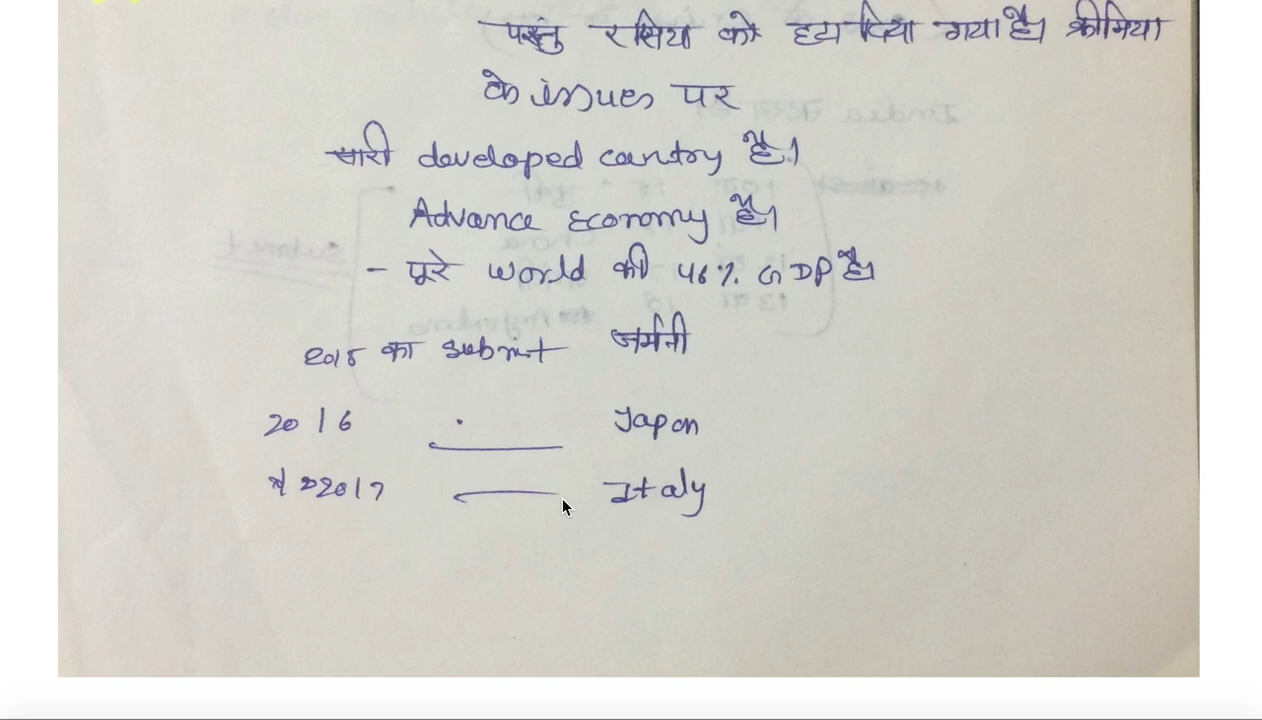 परन्तु रसिया को हटा दिया गया है। क्रीमिया
के issues पर
सारी developed cantry है।
Advance Economy है।
- पूरे world की 46% GDP है।
2015 का submit जर्मनी
2016 Japan
2017 Italy